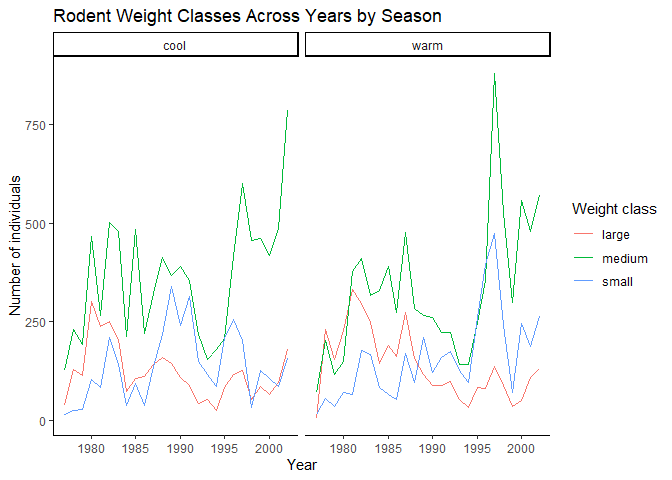 Rodent Weight Classes Across Years by Season
cool warm
750
500
250
0
1980 1985 1990 1995 2000 1980 1985 1990 1995 2000
Year
Number of individuals
Weight class
large
medium
small